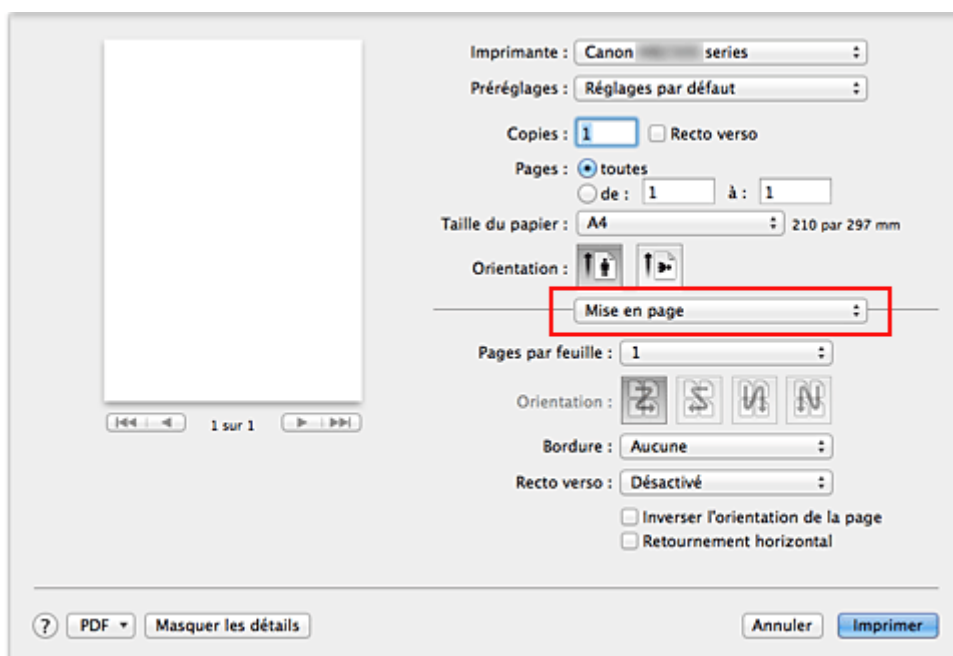 Imprimante : Canon series
Préréglages : Réglages par défaut
Copies : 1 Recto verso
Pages : toutes
de : 1 à : 1
Taille du papier : A4 210 par 297 mm
Orientation :
Mise en page
Pages par feuille : 1
Orientation :
1 sur 1
Bordure : Aucune
Recto verso : Désactivé
Inverser l'orientation de la page
Retournement horizontal
? PDF Masquer les détails Annuler Imprimer